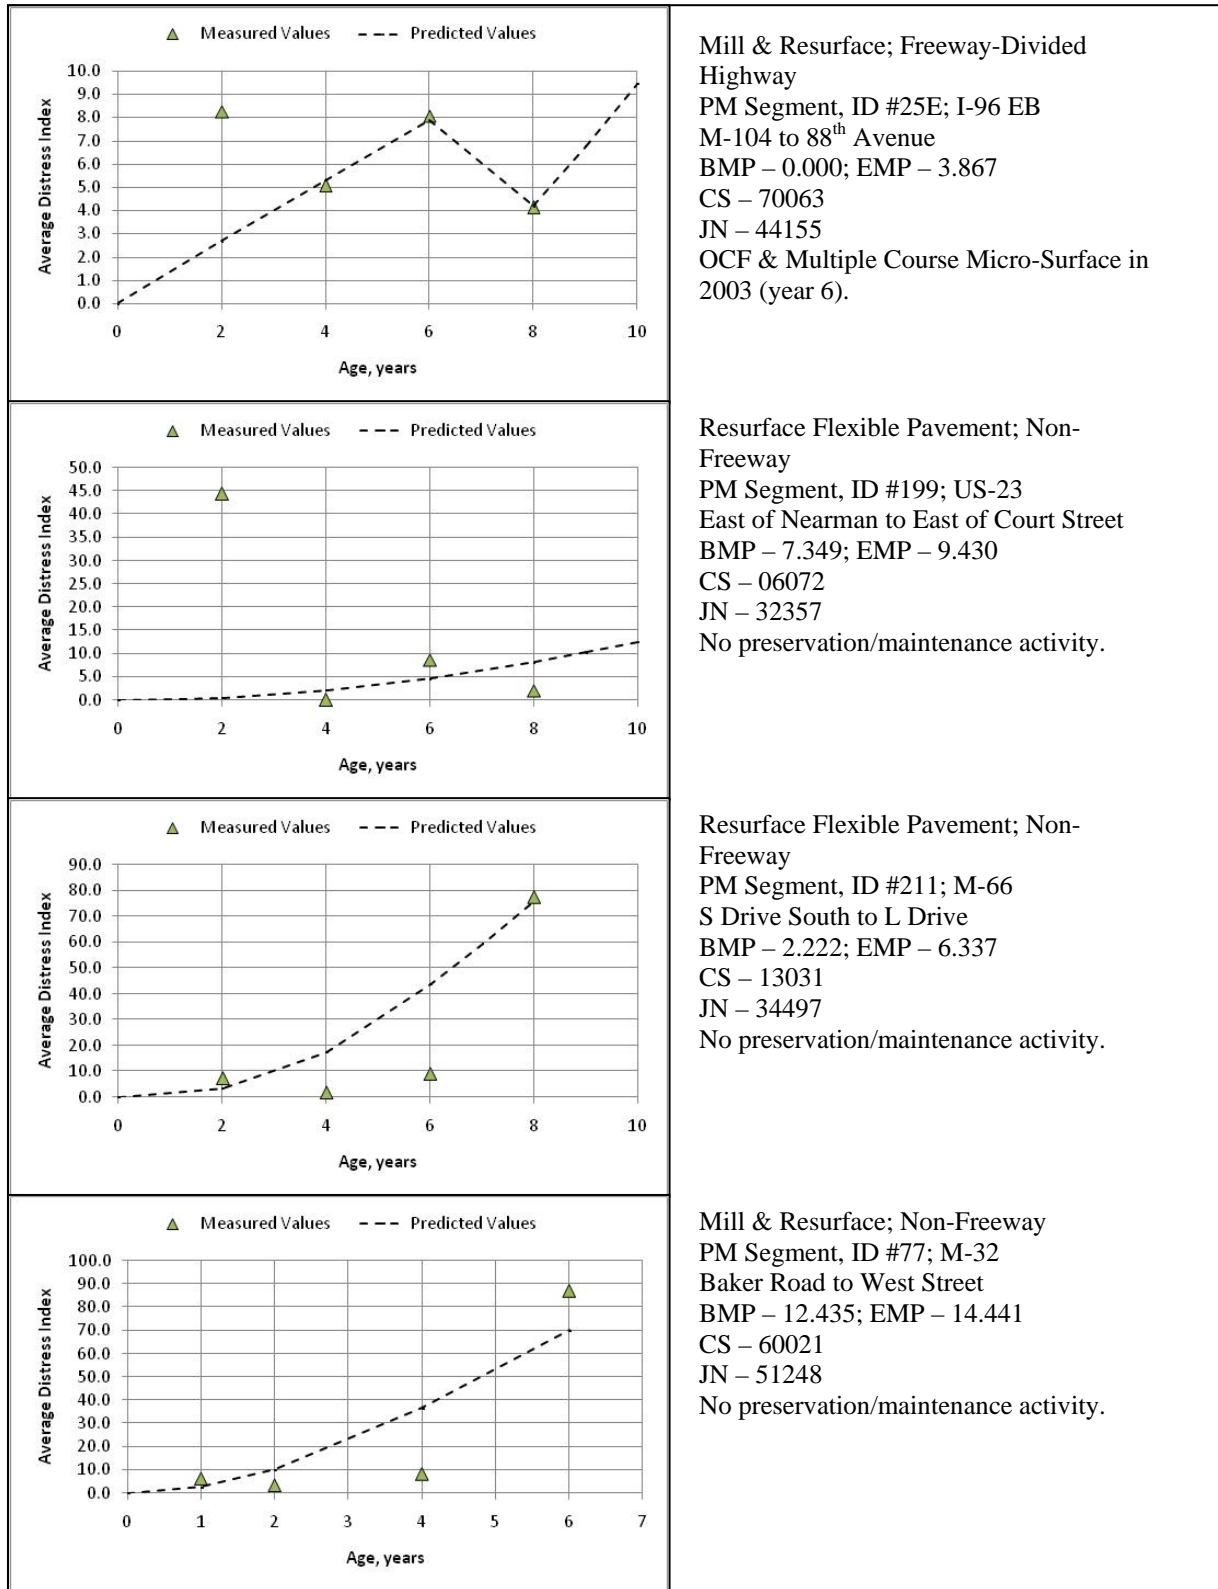 Measured Values Predicted Values
10.0
9.0
8.0
7.0
6.0
5.0
4.0
3.0
2.0
1.0
0.0
Average Distress Index
0 2 4 6 8 10
Age, years
Mill & Resurface; Freeway-Divided
Highway
PM Segment, ID #25E; I-96 EB
M-104 to 88th Avenue
BMP – 0.000; EMP – 3.867
CS – 70063
JN – 44155
OCF & Multiple Course Micro-Surface in
2003 (year 6).
Measured Values Predicted Values
50.0
45.0
40.0
35.0
30.0
25.0
20.0
15.0
10.0
5.0
0.0
Average Distress Index
0 2 4 6 8 10
Age, years
Resurface Flexible Pavement; Non-
Freeway
PM Segment, ID #199; US-23
East of Nearman to East of Court Street
BMP – 7.349; EMP – 9.430
CS – 06072
JN – 32357
No preservation/maintenance activity.
Measured Values Predicted Values
90.0
80.0
70.0
60.0
50.0
40.0
30.0
20.0
10.0
0.0
Average Distress Index
0 2 4 6 8 10
Age, years
Resurface Flexible Pavement; Non-
Freeway
PM Segment, ID #211; M-66
S Drive South to L Drive
BMP – 2.222; EMP – 6.337
CS – 13031
JN – 34497
No preservation/maintenance activity.
Measured Values Predicted Values
100.0
90.0
80.0
70.0
60.0
50.0
40.0
30.0
20.0
10.0
0.0
Average Distress Index
0 1 2 3 4 5 6 7
Age, years
Mill & Resurface; Non-Freeway
PM Segment, ID #77; M-32
Baker Road to West Street
BMP – 12.435; EMP – 14.441
CS – 60021
JN – 51248
No preservation/maintenance activity.